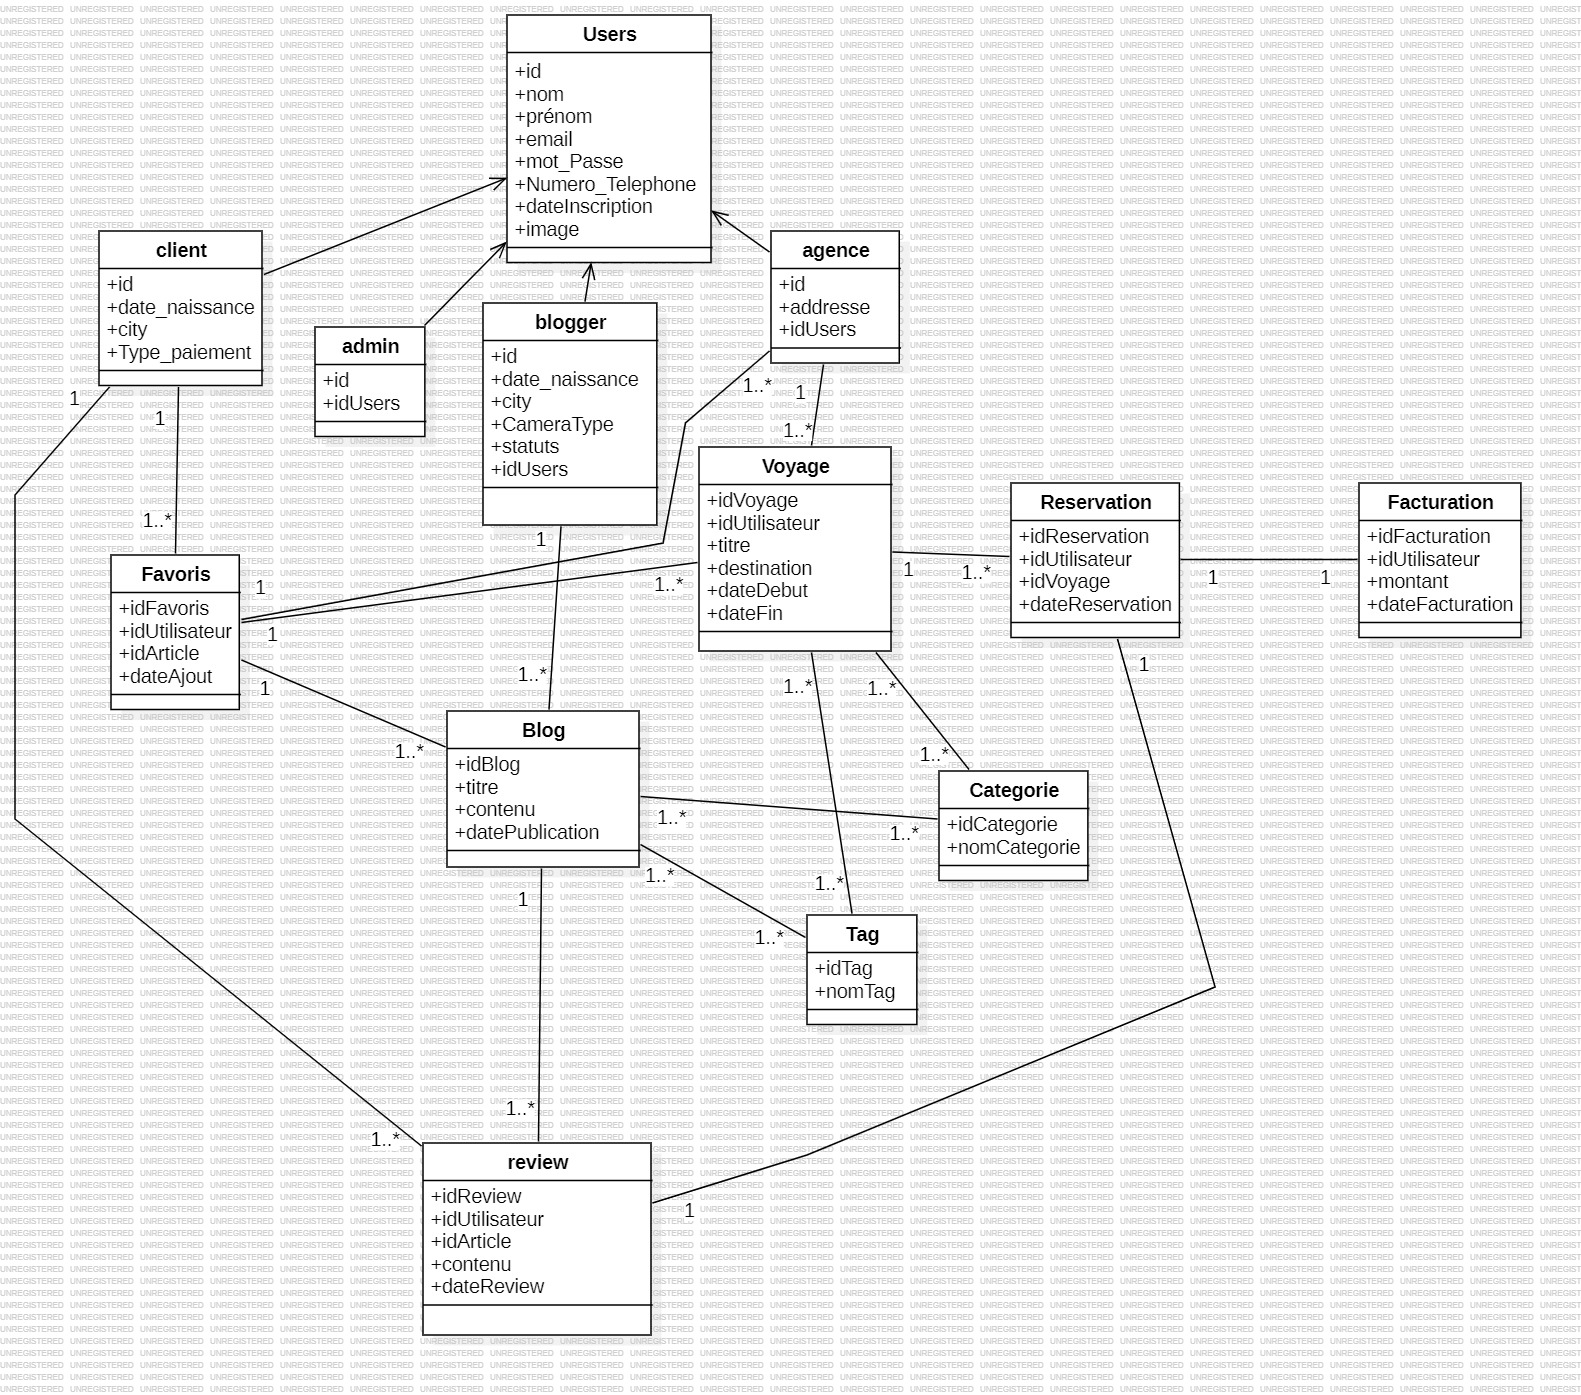 Users
+id
+nom
+prénom
+email
+mot_Passe
+Numero_Telephone
+dateInscription
+image
client
+id
+date_naissance
+city
+Type_paiement
admin
+id
+idUsers
blogger
+id
+date_naissance
+city
+CameraType
+statuts
+idUsers
agence
+id
+addresse
+idUsers
1
1
1..*
1
1..*
1..*
Voyage
+idVoyage
+idUtilisateur
+titre
+destination
+dateDebut
+dateFin
Reservation
+idReservation
+idUtilisateur
+idVoyage
+dateReservation
Facturation
+idFacturation
+idUtilisateur
+montant
+dateFacturation
1
Favoris
+idFavoris
+idUtilisateur
+idArticle
+dateAjout
1
1..*
1
1..*
1
1
1
1
1..*
1
1..*
1..*
1..*
1
Blog
+idBlog
+titre
+contenu
+datePublication
1..*
Categorie
+idCategorie
+nomCategorie
1..*
1..*
1..*
1..*
1..*
1
Tag
+idTag
+nomTag
1..*
1..*
review
+idReview
+idUtilisateur
+idArticle
+contenu
+dateReview
1
UNREGISTERED